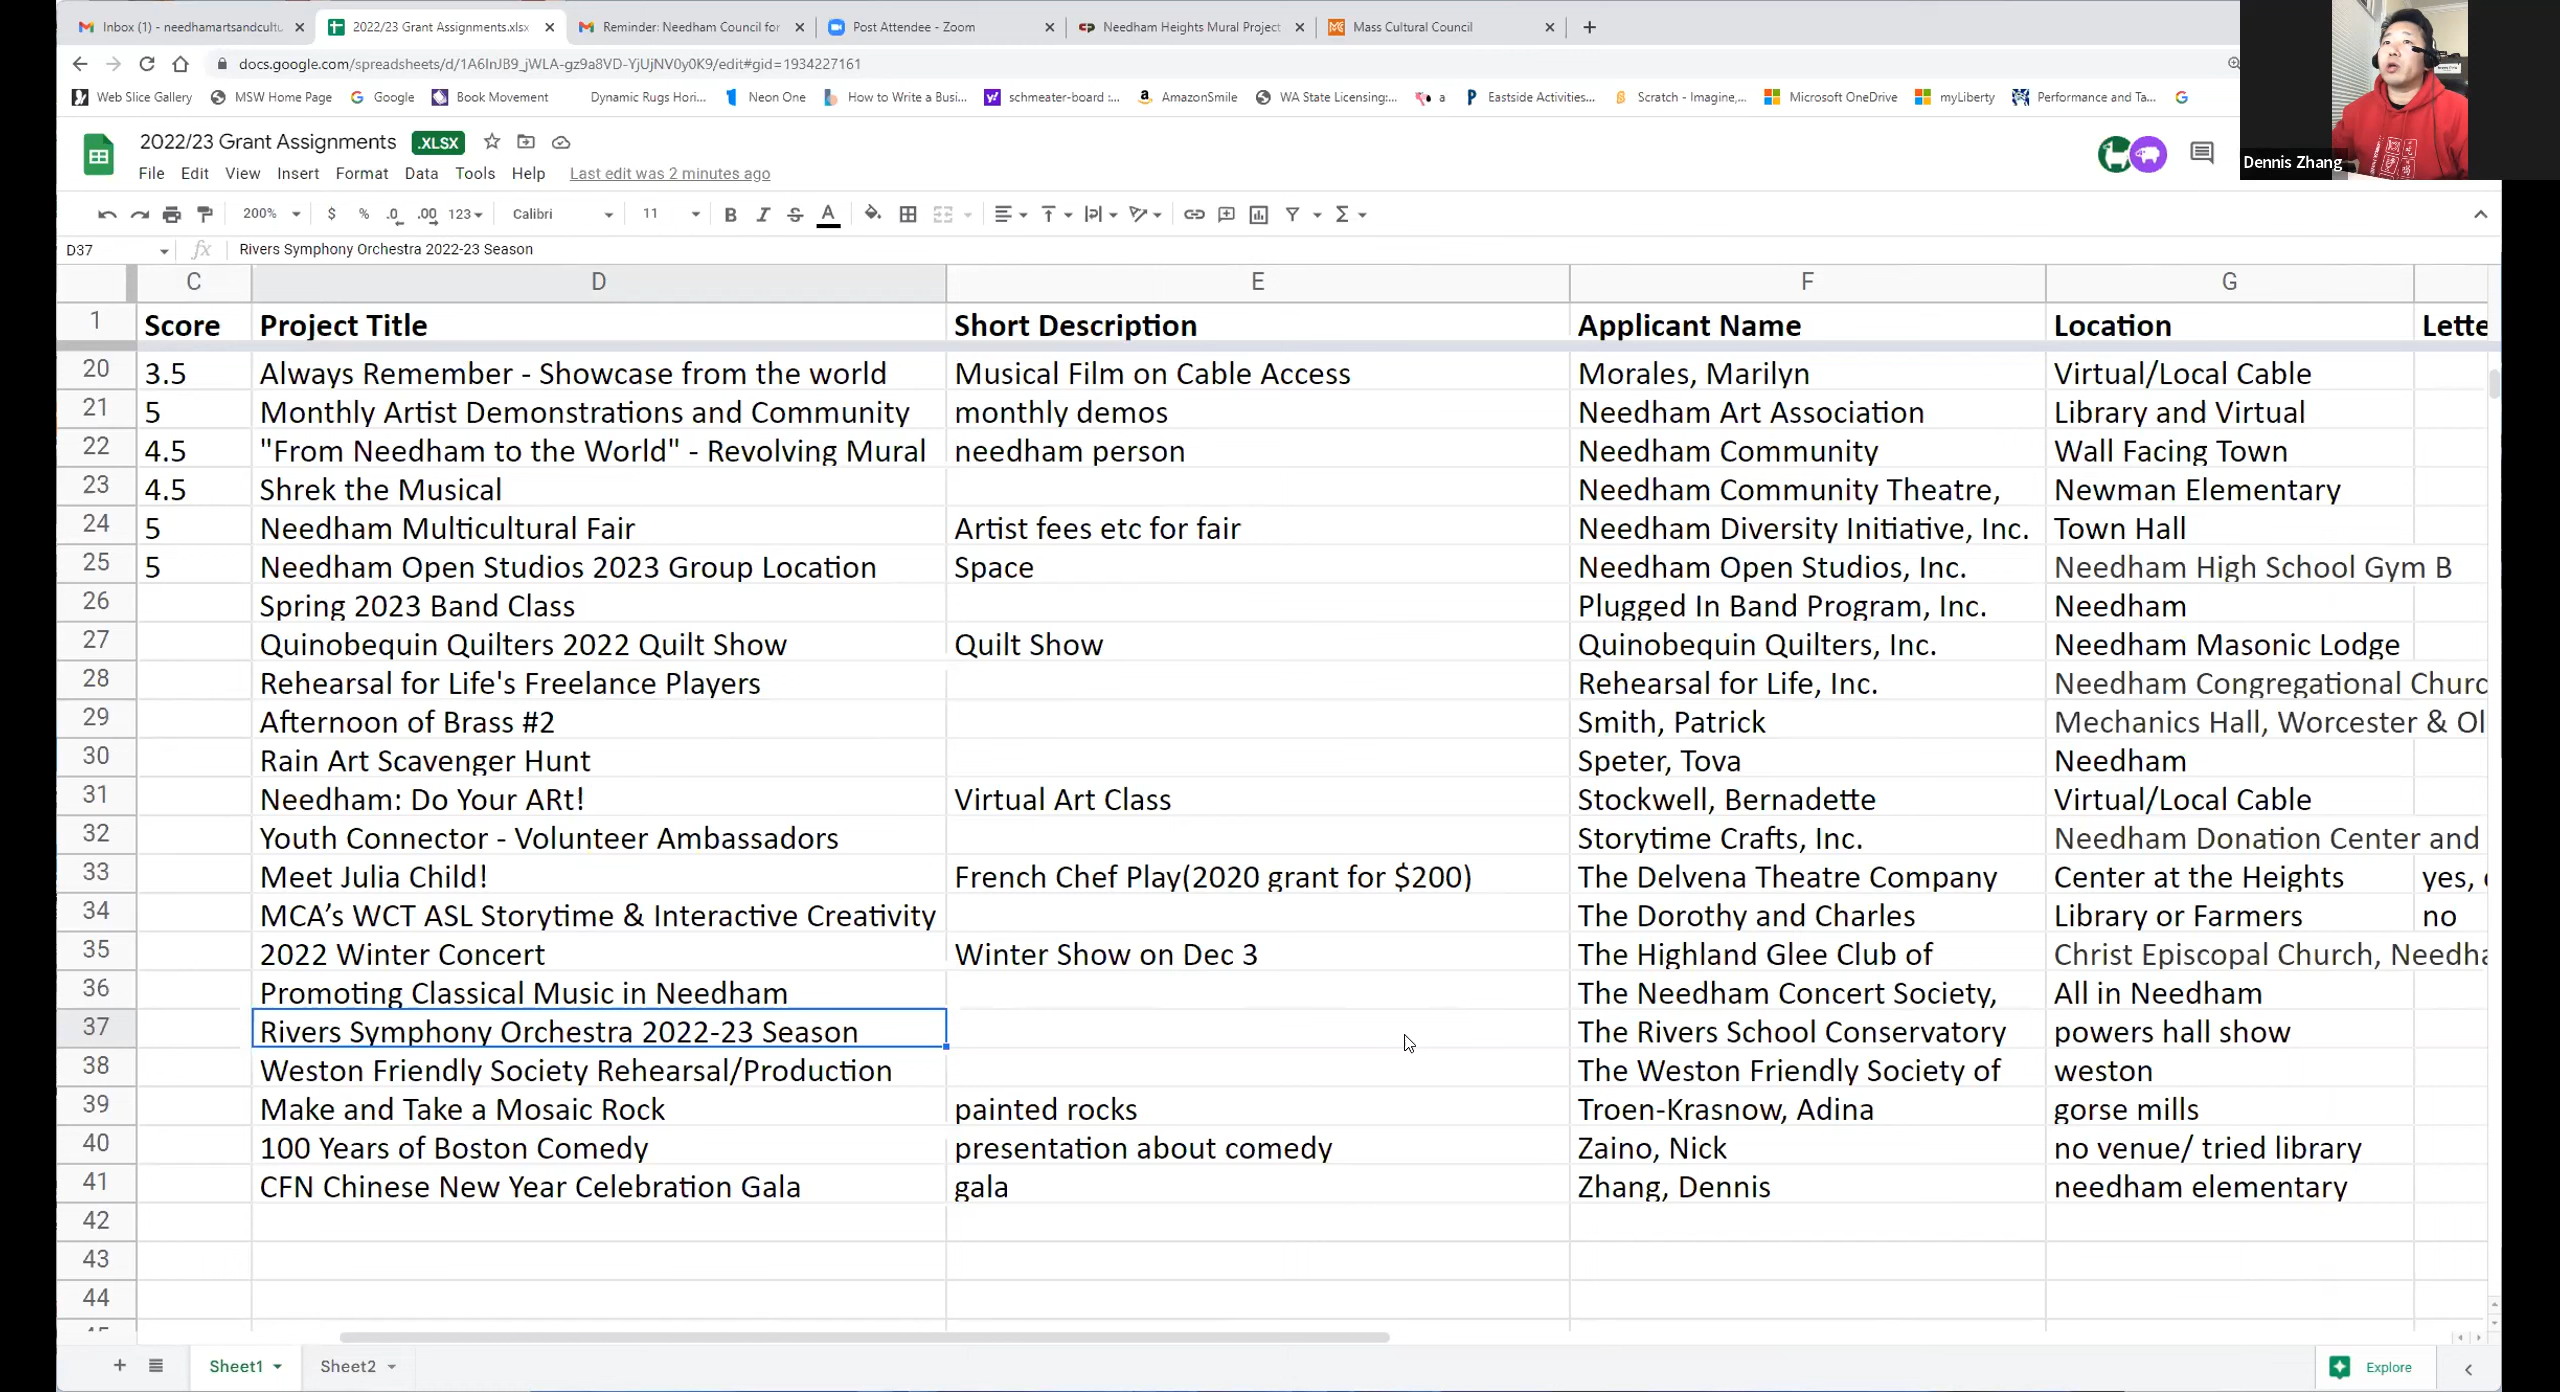 Inbox (1) - needhamartsandcultu
2022/23 Grant Assignments.xlsx
Reminder: Needham Council for
Post Attendee - Zoom
Needham Heights Mural Project
Mass Cultural Council
docs.google.com/spreadsheets/d/1A6InJB9_jWLA-gz9a8VD-YjUjNV0y0K9/edit#gid=1934227161
Web Slice Gallery MSW Home Page Google Book Movement Dynamic Rugs Hori... Neon One How to Write a Busi... schmeater-board :... AmazonSmile WA State Licensing:... a Eastside Activities... Scratch - Imagine,... Microsoft OneDrive myLiberty Performance and Ta...
2022/23 Grant Assignments .XLSX
File Edit View Insert Format Data Tools Help Last edit was 2 minutes ago
Dennis Zhang
200% $ % .0 .00 123 Calibri 11 B I S A
D37 fx Rivers Symphony Orchestra 2022-23 Season
C D E F G
1 Score Project Title Short Description Applicant Name Location Lette
20 3.5 Always Remember - Showcase from the world Musical Film on Cable Access Morales, Marilyn Virtual/Local Cable
21 5 Monthly Artist Demonstrations and Community monthly demos Needham Art Association Library and Virtual
22 4.5 "From Needham to the World" - Revolving Mural needham person Needham Community Wall Facing Town
23 4.5 Shrek the Musical Needham Community Theatre, Newman Elementary
24 5 Needham Multicultural Fair Artist fees etc for fair Needham Diversity Initiative, Inc. Town Hall
25 5 Needham Open Studios 2023 Group Location Space Needham Open Studios, Inc. Needham High School Gym B
26 Spring 2023 Band Class Plugged In Band Program, Inc. Needham
27 Quinobequin Quilters 2022 Quilt Show Quilt Show Quinobequin Quilters, Inc. Needham Masonic Lodge
28 Rehearsal for Life's Freelance Players Rehearsal for Life, Inc. Needham Congregational Churc
29 Afternoon of Brass #2 Smith, Patrick Mechanics Hall, Worcester & Ol
30 Rain Art Scavenger Hunt Speter, Tova Needham
31 Needham: Do Your ARt! Virtual Art Class Stockwell, Bernadette Virtual/Local Cable
32 Youth Connector - Volunteer Ambassadors Storytime Crafts, Inc. Needham Donation Center and
33 Meet Julia Child! French Chef Play(2020 grant for $200) The Delvena Theatre Company Center at the Heights yes,
34 MCA’s WCT ASL Storytime & Interactive Creativity The Dorothy and Charles Library or Farmers no
35 2022 Winter Concert Winter Show on Dec 3 The Highland Glee Club of Christ Episcopal Church, Needha
36 Promoting Classical Music in Needham The Needham Concert Society, All in Needham
37 Rivers Symphony Orchestra 2022-23 Season The Rivers School Conservatory powers hall show
38 Weston Friendly Society Rehearsal/Production The Weston Friendly Society of weston
39 Make and Take a Mosaic Rock painted rocks Troen-Krasnow, Adina gorse mills
40 100 Years of Boston Comedy presentation about comedy Zaino, Nick no venue/ tried library
41 CFN Chinese New Year Celebration Gala gala Zhang, Dennis needham elementary
42
43
44
Sheet1 Sheet2 Explore